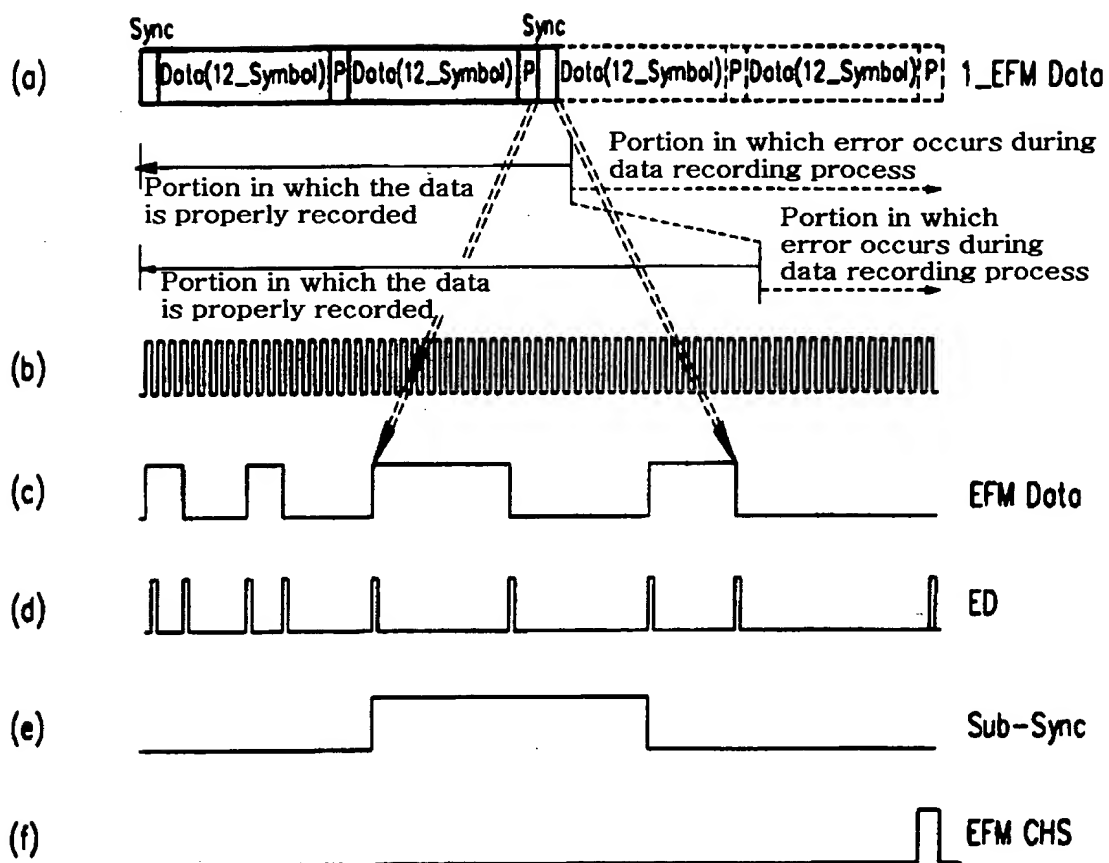 Sync Sync
(a) Data(12_Symbol) P Data(12_Symbol) P Data(12_Symbol) P Data(12_Symbol) P 1_EFM Data
Portion in which error occurs during
data recording process
Portion in which the data
is properly recorded
Portion in which
error occurs during
data recording process
Portion in which the data
is properly recorded
(b)
(c) EFM Data
(d) ED
(e) Sub-Sync
(f) EFM CHS